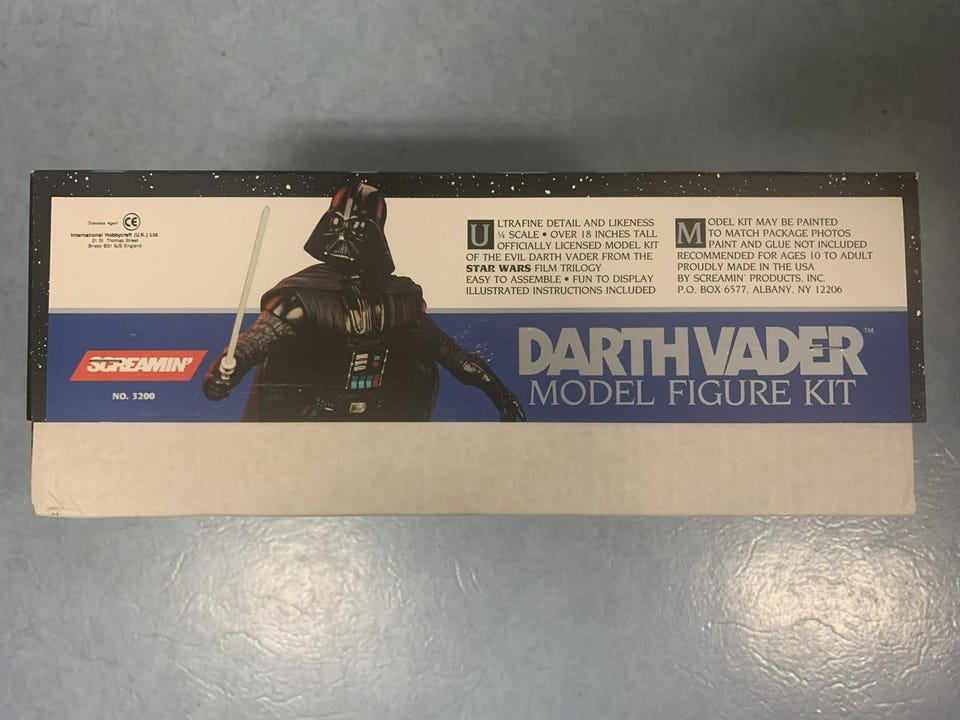 Overseas Agent CE
International Hobbycraft (U.K.) Ltd.
21 St. Thomas Street
Bristol BS1 6JS England
ULTRAFINE DETAIL AND LIKENESS
¼ SCALE • OVER 18 INCHES TALL
OFFICIALLY LICENSED MODEL KIT
OF THE EVIL DARTH VADER FROM THE
STAR WARS FILM TRILOGY
EASY TO ASSEMBLE • FUN TO DISPLAY
ILLUSTRATED INSTRUCTIONS INCLUDED
MODEL KIT MAY BE PAINTED
TO MATCH PACKAGE PHOTOS
PAINT AND GLUE NOT INCLUDED
RECOMMENDED FOR AGES 10 TO ADULT
PROUDLY MADE IN THE USA
BY SCREAMIN' PRODUCTS, INC.
P.O. BOX 6577, ALBANY, NY 12206
SCREAMIN'
NO. 3200
DARTH VADER™
MODEL FIGURE KIT